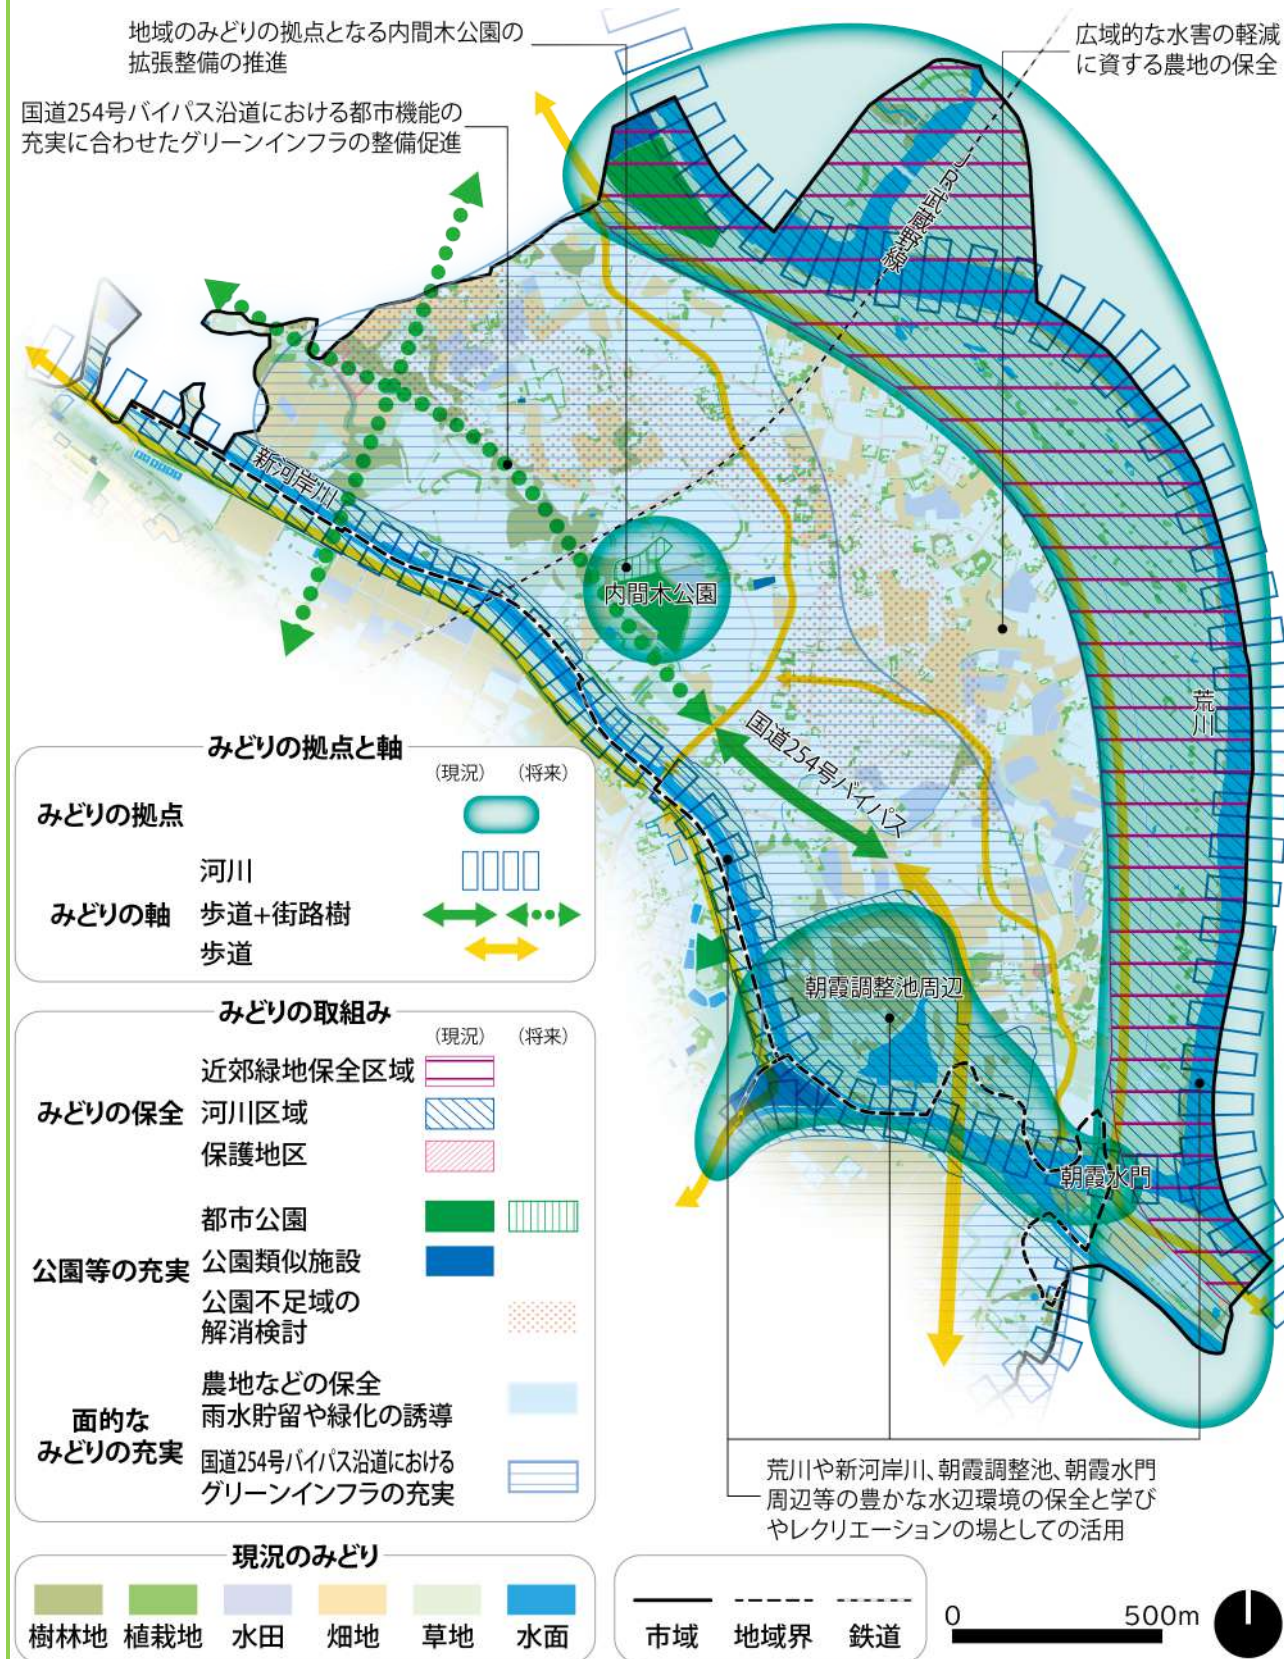 地域のみどりの拠点となる内間木公園の
拡張整備の推進
広域的な水害の軽減
に資する農地の保全
国道254号バイパス沿道における都市機能の
充実に合わせたグリーンインフラの整備促進
JR武蔵野線
新河岸川
内間木公園
荒川
国道254号バイパス
朝霞調整池周辺
朝霞水門
みどりの拠点と軸
(現況) (将来)
みどりの拠点
河川
みどりの軸 歩道+街路樹
歩道
みどりの取組み
(現況) (将来)
近郊緑地保全区域
みどりの保全 河川区域
保護地区
都市公園
公園等の充実 公園類似施設
公園不足域の
解消検討
農地などの保全
雨水貯留や緑化の誘導
面的な
みどりの充実
国道254号バイパス沿道における
グリーンインフラの充実
荒川や新河岸川、朝霞調整池、朝霞水門
周辺等の豊かな水辺環境の保全と学び
やレクリエーションの場としての活用
現況のみどり
樹林地 植栽地 水田 畑地 草地 水面
市域 地域界 鉄道
0 500m